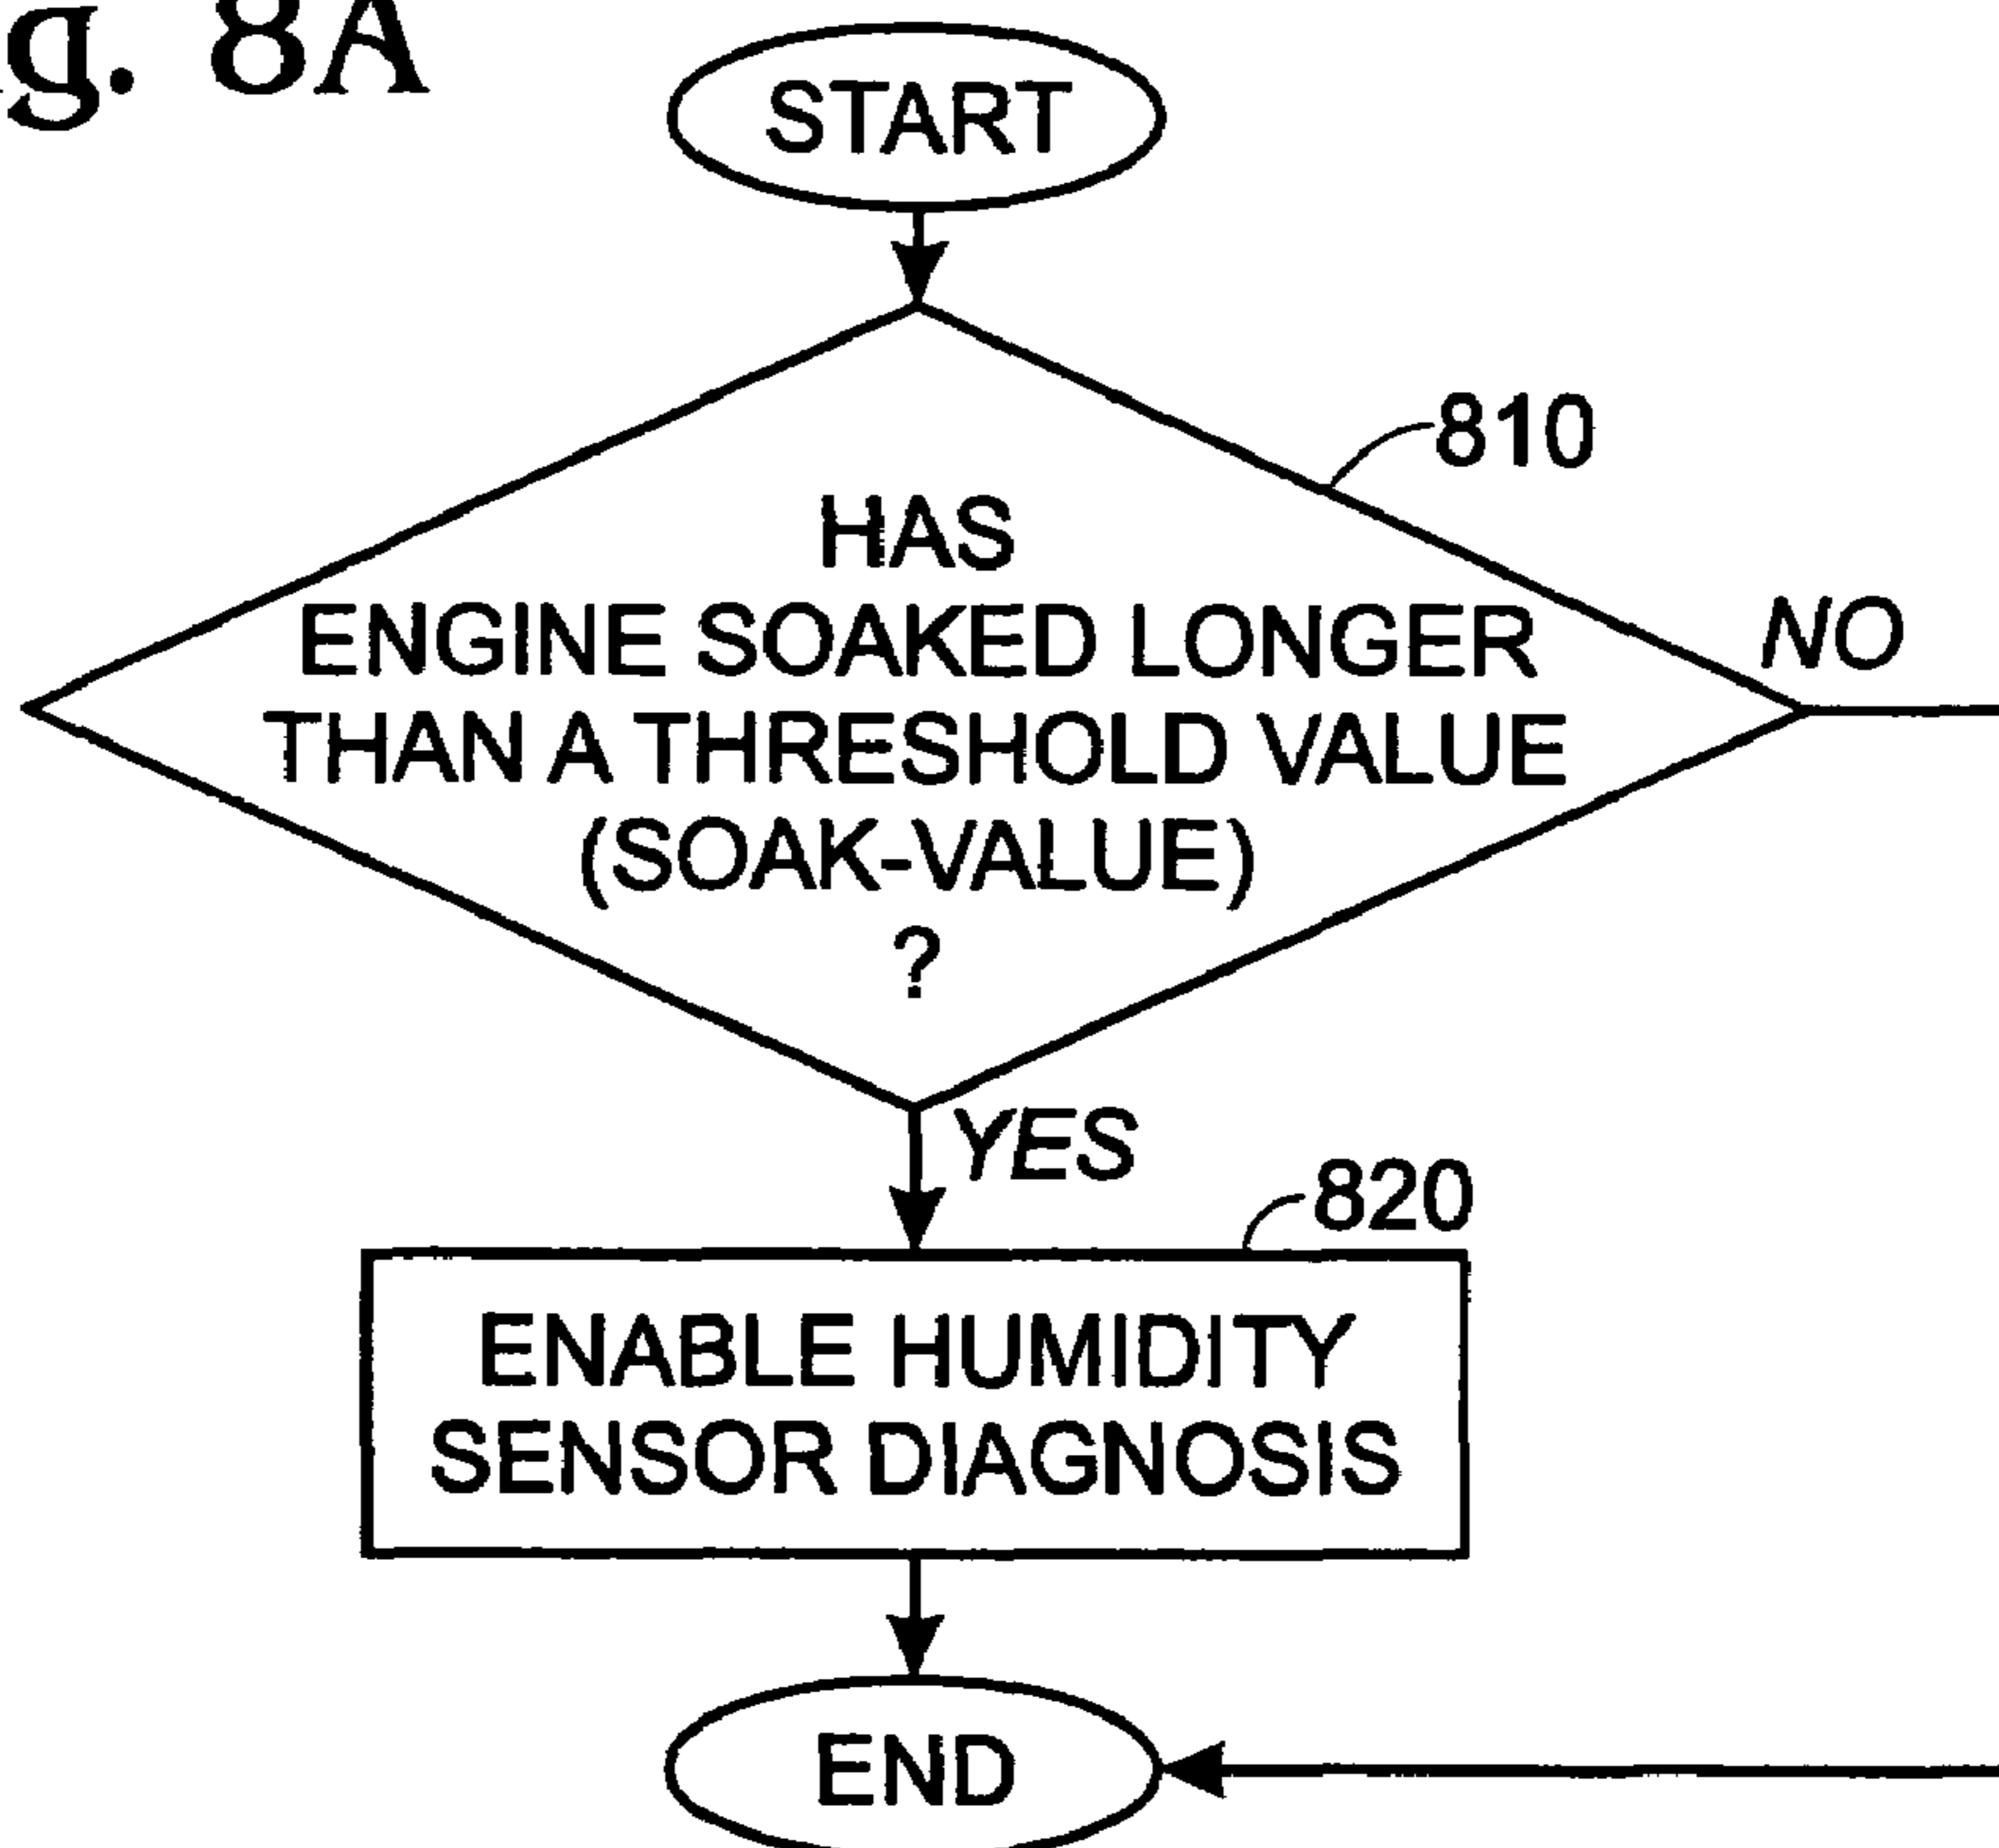 g. 8A
START
810
HAS
ENGINE SOAKED LONGER
THAN A THRESHOLD VALUE
(SOAK-VALUE)
?
NO
YES
820
ENABLE HUMIDITY
SENSOR DIAGNOSIS
END